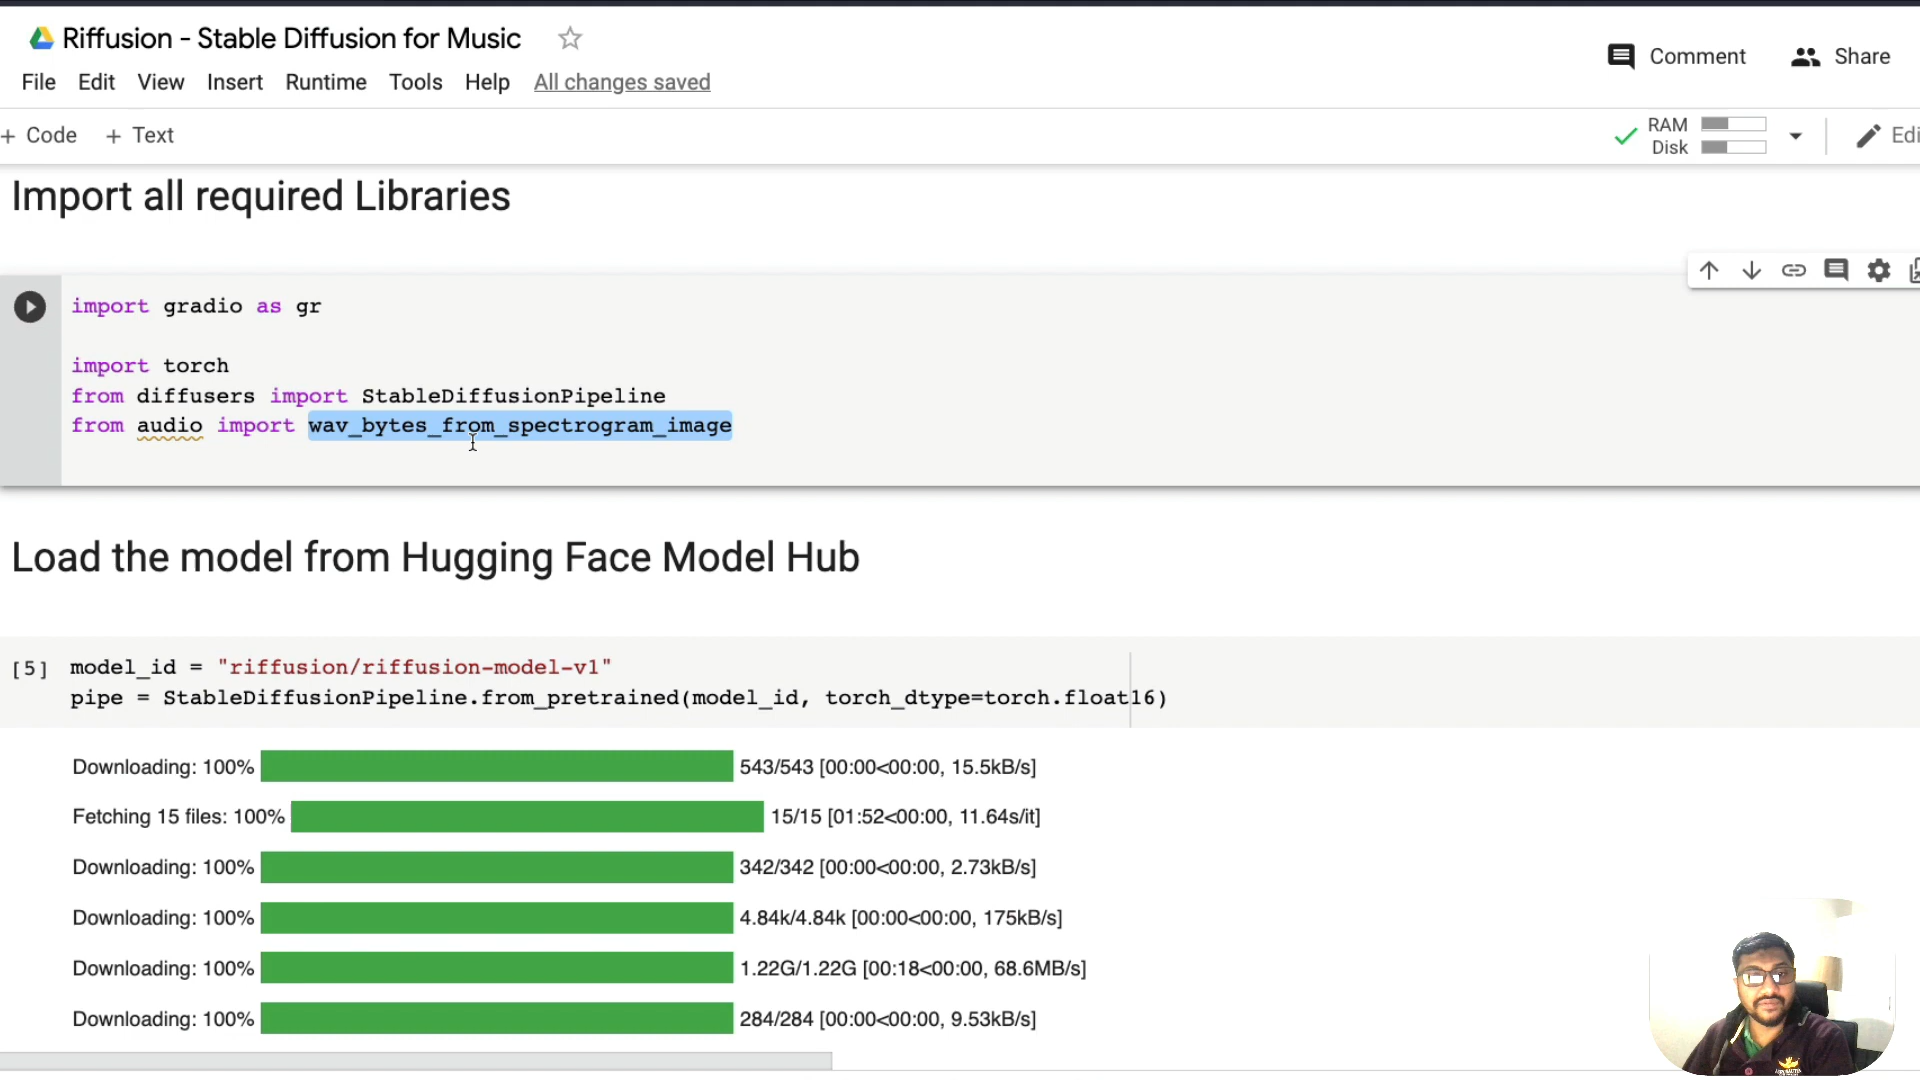 Riffusion - Stable Diffusion for Music
File Edit View Insert Runtime Tools Help All changes saved
Comment Share
+ Code + Text
RAM
Disk
Edi
Import all required Libraries
import gradio as gr
import torch
from diffusers import StableDiffusionPipeline
from audio import wav_bytes_from_spectrogram_image
Load the model from Hugging Face Model Hub
[5] model_id = "riffusion/riffusion-model-v1"
pipe = StableDiffusionPipeline.from_pretrained(model_id, torch_dtype=torch.float16)
Downloading: 100% 543/543 [00:00<00:00, 15.5kB/s]
Fetching 15 files: 100% 15/15 [01:52<00:00, 11.64s/it]
Downloading: 100% 342/342 [00:00<00:00, 2.73kB/s]
Downloading: 100% 4.84k/4.84k [00:00<00:00, 175kB/s]
Downloading: 100% 1.22G/1.22G [00:18<00:00, 68.6MB/s]
Downloading: 100% 284/284 [00:00<00:00, 9.53kB/s]